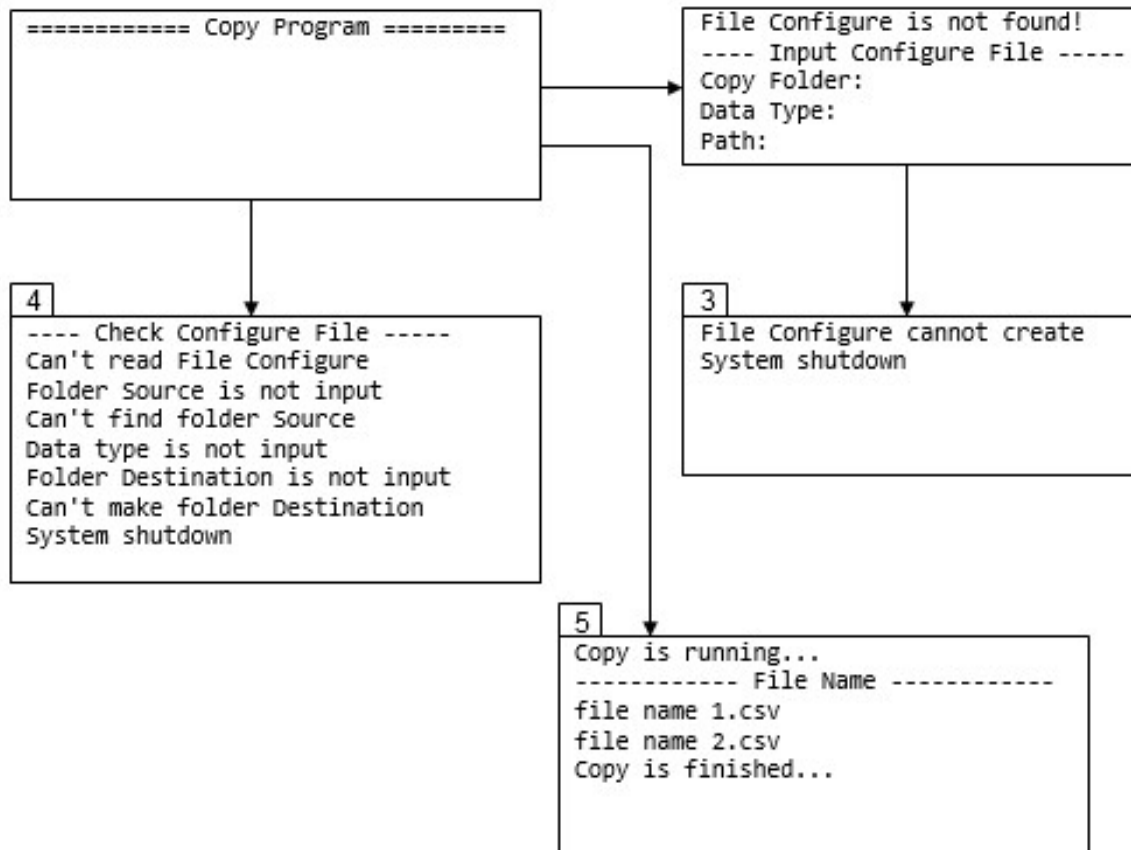 ============ Copy Program =========
File Configure is not found!
---- Input Configure File -----
Copy Folder:
Data Type:
Path:
4
---- Check Configure File -----
Can't read File Configure
Folder Source is not input
Can't find folder Source
Data type is not input
Folder Destination is not input
Can't make folder Destination
System shutdown
3
File Configure cannot create
System shutdown
5
Copy is running...
------------ File Name ------------
file name 1.csv
file name 2.csv
Copy is finished...